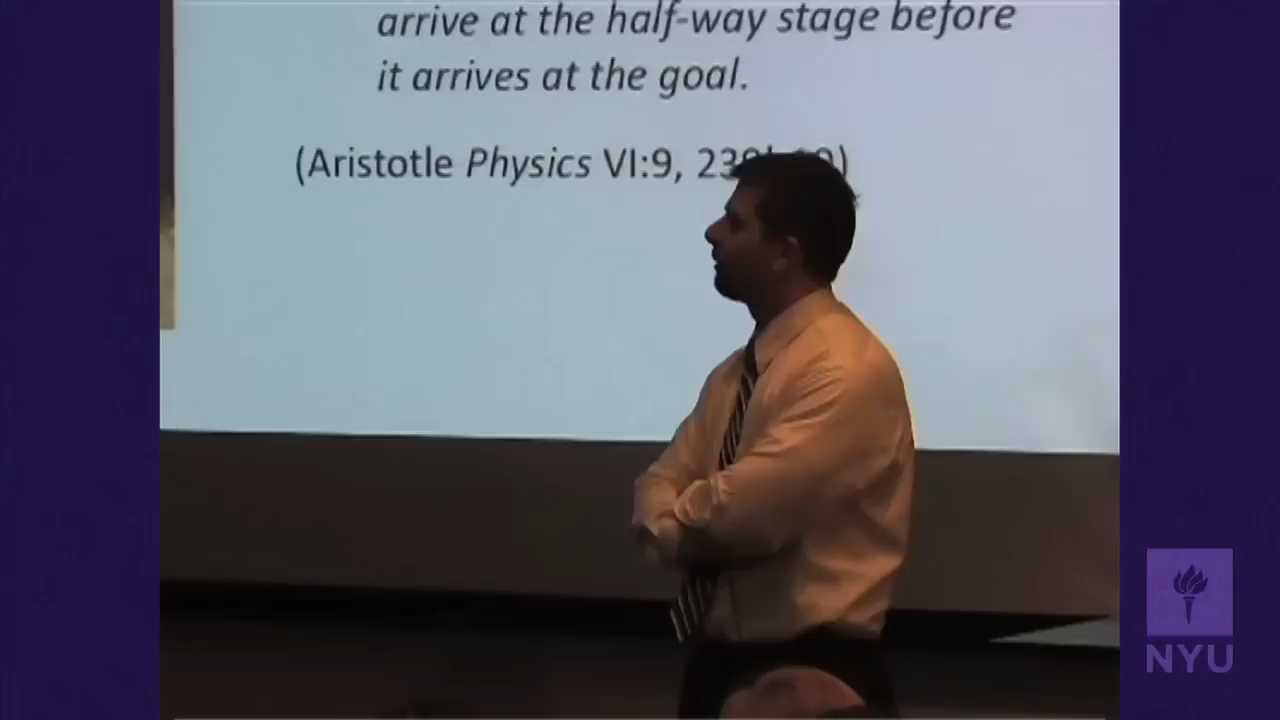 arrive at the half-way stage before
it arrives at the goal.
(Aristotle Physics VI:9,
NYU